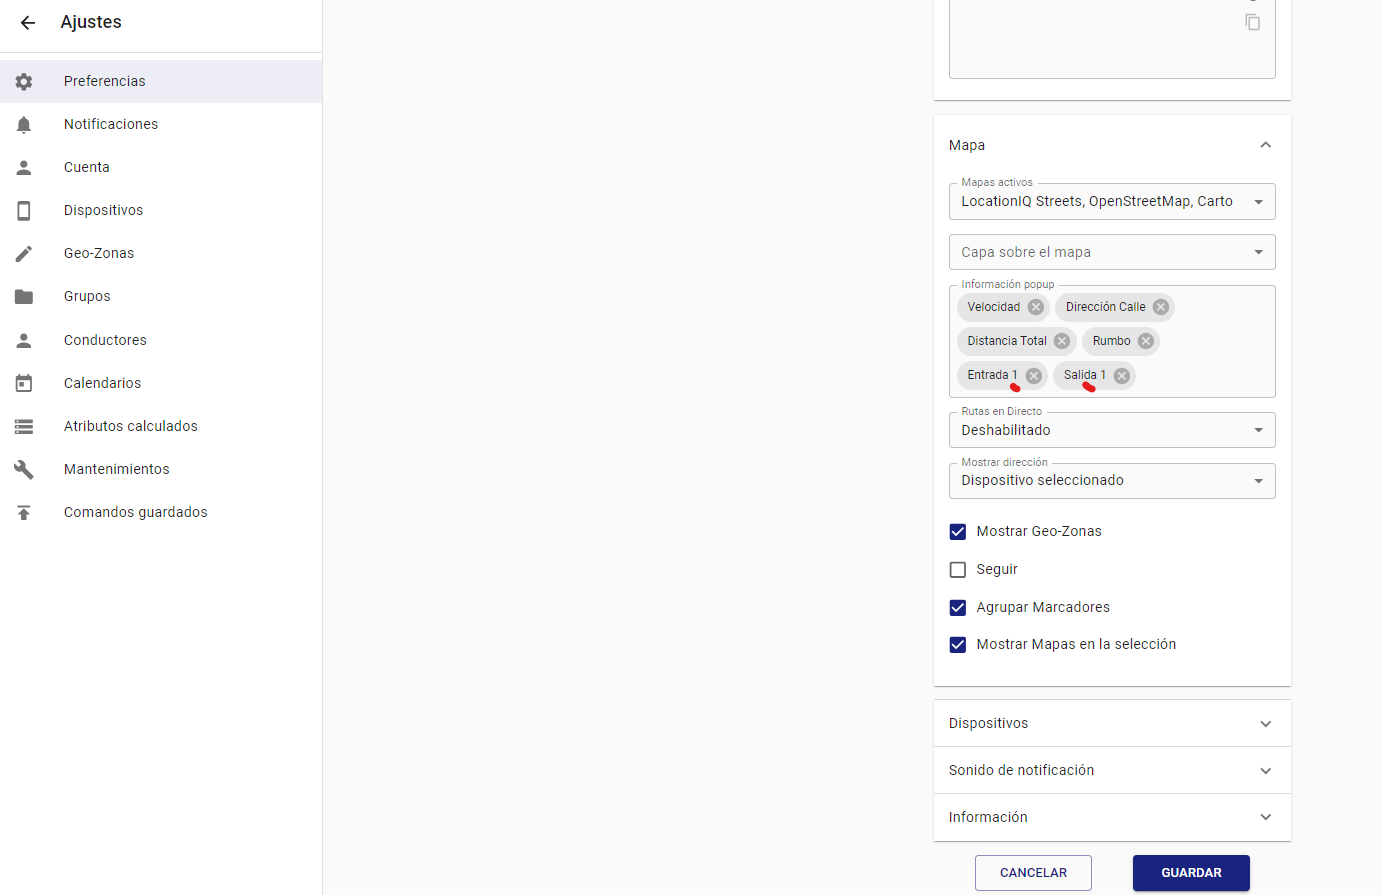 Ajustes
Preferencias
Notificaciones
Cuenta
Dispositivos
Geo-Zonas
Grupos
Conductores
Calendarios
Atributos calculados
Mantenimientos
Comandos guardados
Mapa
Mapas activos
LocationIQ Streets, OpenStreetMap, Carto
Capa sobre el mapa
Información popup
Velocidad Dirección Calle
Distancia Total Rumbo
Entrada 1 Salida 1
Rutas en Directo
Deshabilitado
Mostrar dirección
Dispositivo seleccionado
Mostrar Geo-Zonas
Seguir
Agrupar Marcadores
Mostrar Mapas en la selección
Dispositivos
Sonido de notificación
Información
CANCELAR GUARDAR